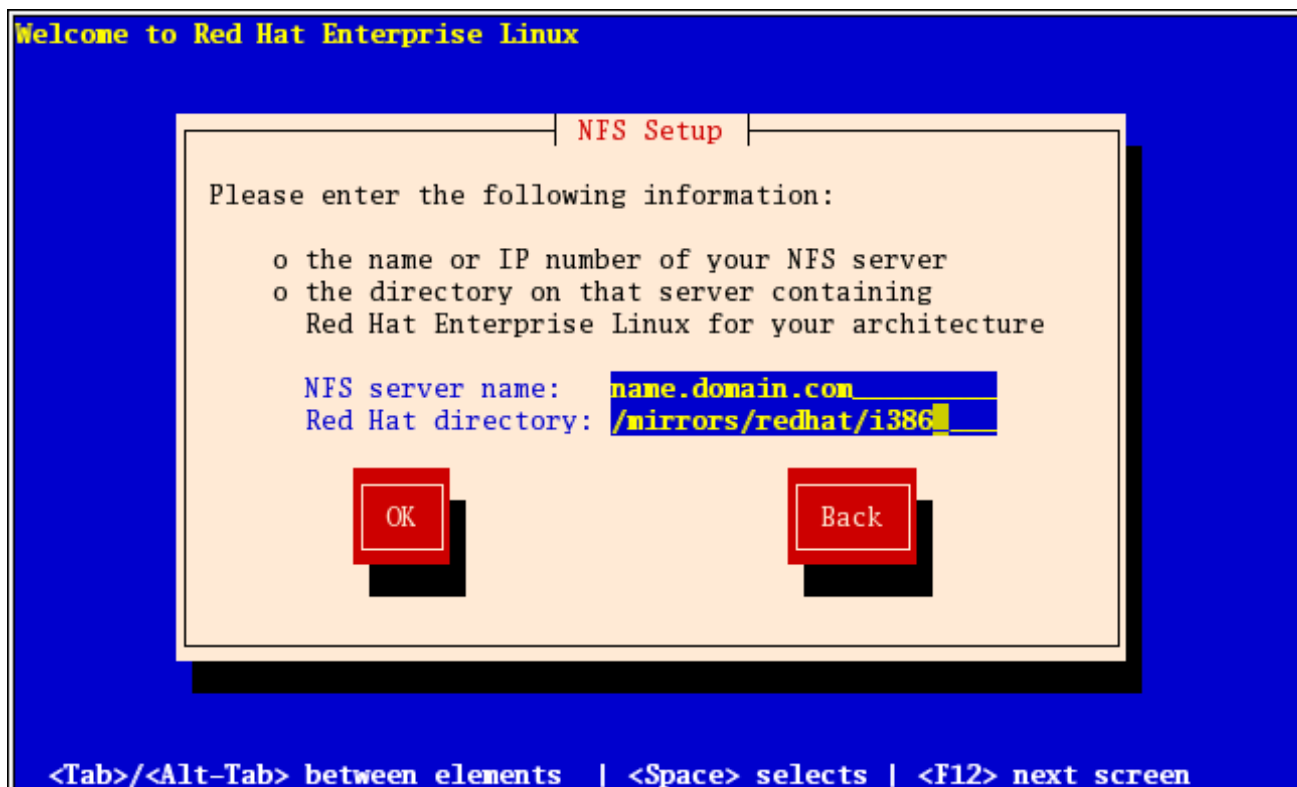 Welcome to Red Hat Enterprise Linux
NFS Setup
Please enter the following information:
o the name or IP number of your NFS server
o the directory on that server containing
Red Hat Enterprise Linux for your architecture
NFS server name: name.domain.com
Red Hat directory: /mirrors/redhat/i386
OK Back
<Tab>/<Alt-Tab> between elements | <Space> selects | <F12> next screen